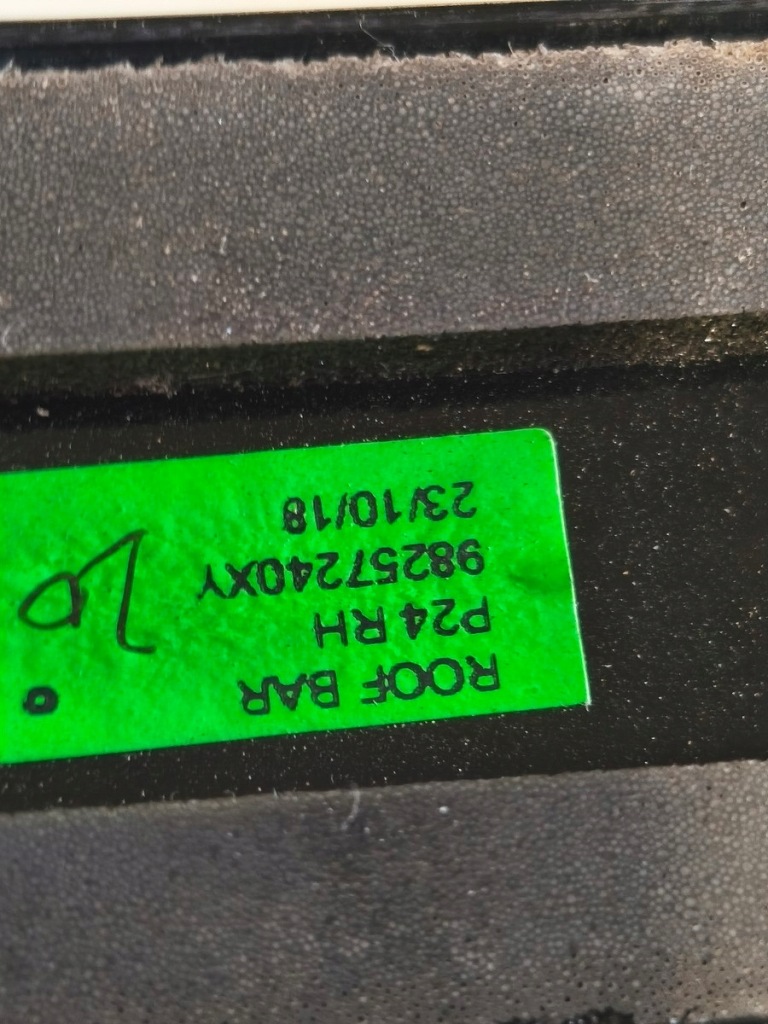 ROOF BAR
P24 RH
98257240XY
23/10/18